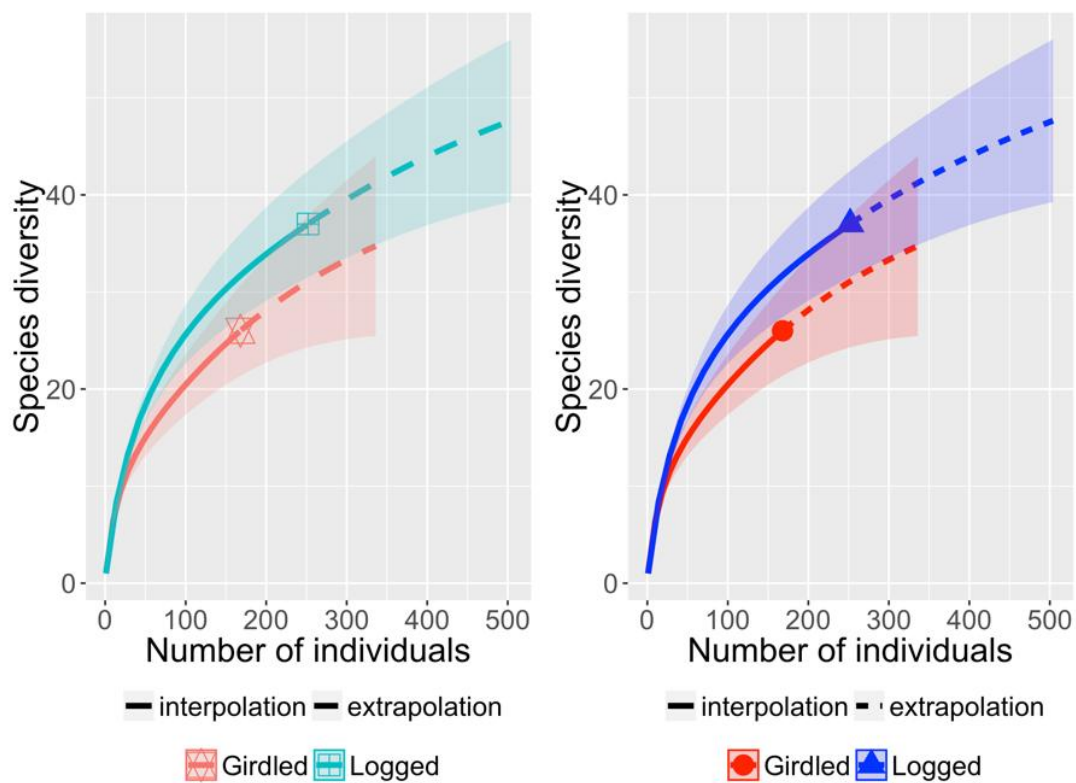 Species diversity
40
20
0
0 100 200 300 400 500
Number of individuals
interpolation extrapolation
Girdled Logged
Species diversity
40
20
0
0 100 200 300 400 500
Number of individuals
interpolation extrapolation
Girdled Logged